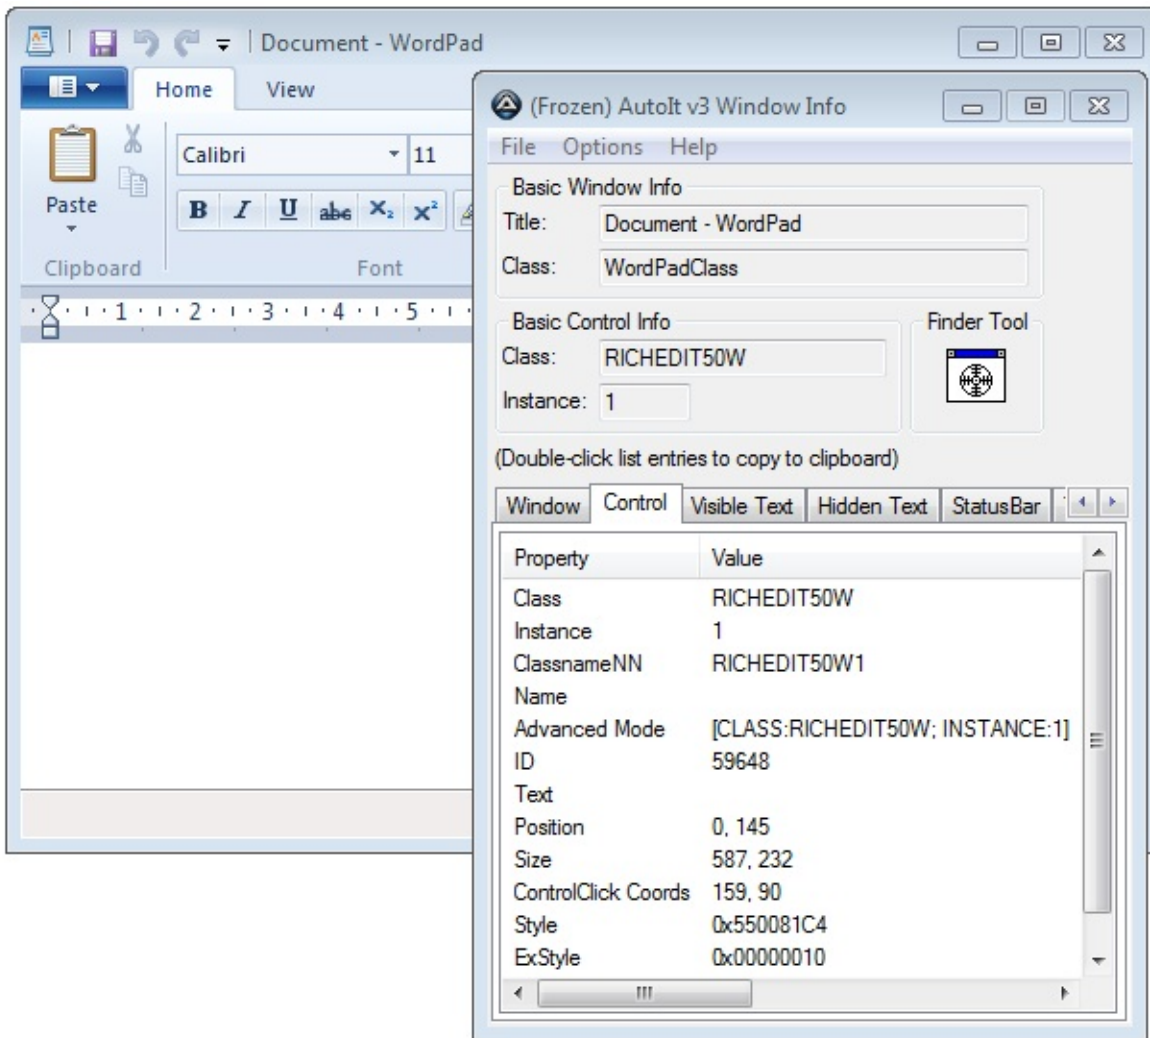 Document - WordPad
Home View
Calibri 11
Paste
B I U abc X₂ X²
Clipboard Font
1 2 3 4 5
(Frozen) AutoIt v3 Window Info
File Options Help
Basic Window Info
Title: Document - WordPad
Class: WordPadClass
Basic Control Info
Class: RICHEDIT50W
Instance: 1
Finder Tool
(Double-click list entries to copy to clipboard)
Window Control Visible Text Hidden Text StatusBar
Property Value
Class RICHEDIT50W
Instance 1
ClassnameNN RICHEDIT50W1
Name
Advanced Mode [CLASS:RICHEDIT50W; INSTANCE:1]
ID 59648
Text
Position 0, 145
Size 587, 232
ControlClick Coords 159, 90
Style 0x550081C4
ExStyle 0x00000010